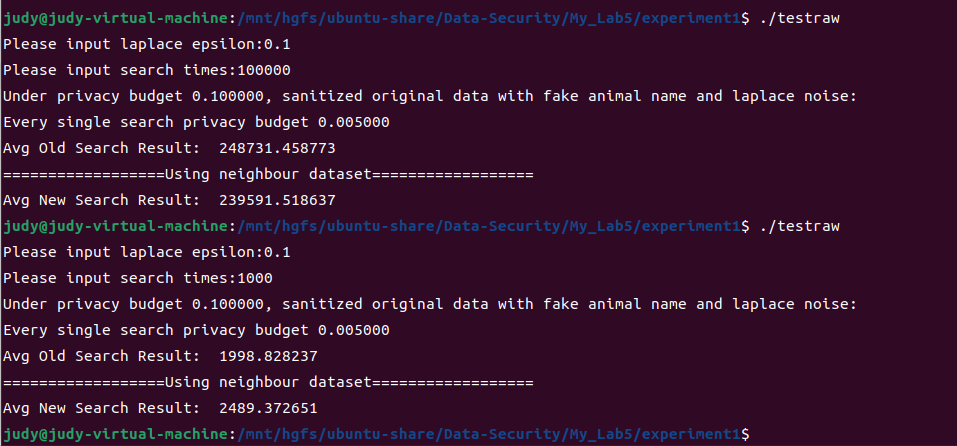 judy@judy-virtual-machine:/mnt/hgfs/ubuntu-share/Data-Security/My_Lab5/experiment1$ ./testraw
Please input laplace epsilon:0.1
Please input search times:100000
Under privacy budget 0.100000, sanitized original data with fake animal name and laplace noise:
Every single search privacy budget 0.005000
Avg Old Search Result:  248731.458773
==================Using neighbour dataset==================
Avg New Search Result:  239591.518637
judy@judy-virtual-machine:/mnt/hgfs/ubuntu-share/Data-Security/My_Lab5/experiment1$ ./testraw
Please input laplace epsilon:0.1
Please input search times:1000
Under privacy budget 0.100000, sanitized original data with fake animal name and laplace noise:
Every single search privacy budget 0.005000
Avg Old Search Result:  1998.828237
==================Using neighbour dataset==================
Avg New Search Result:  2489.372651
judy@judy-virtual-machine:/mnt/hgfs/ubuntu-share/Data-Security/My_Lab5/experiment1$